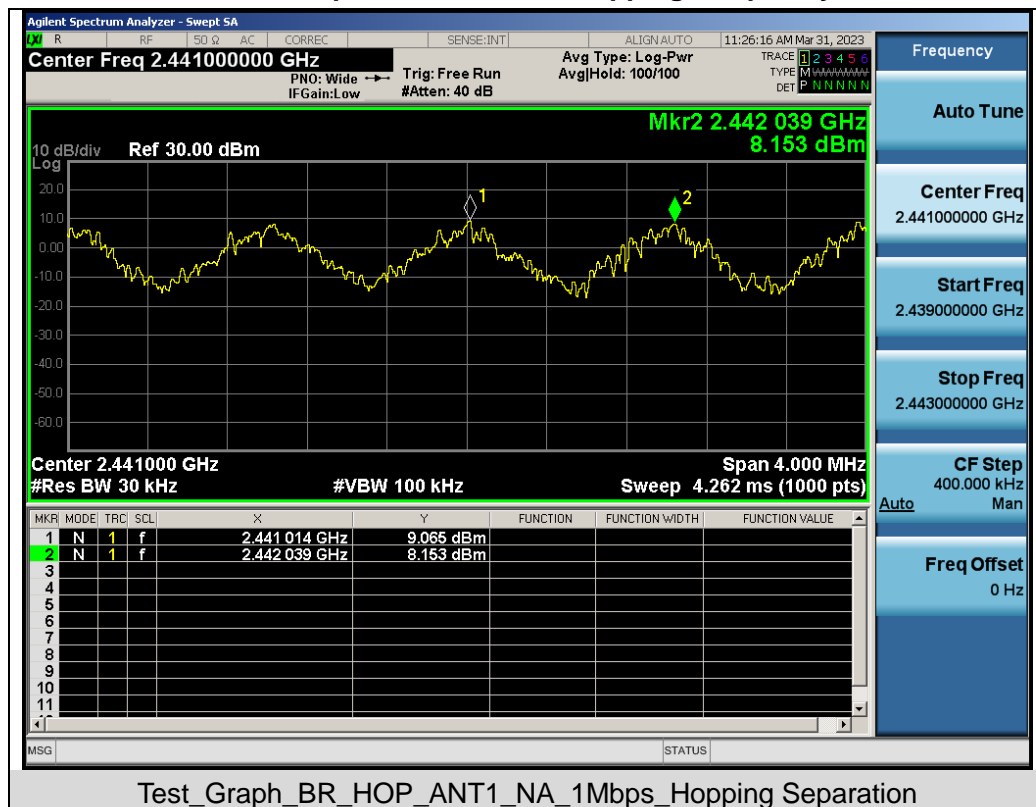 Agilent Spectrum Analyzer - Swept SA
LXI R RF 50 Ω AC CORREC SENSE:INT ALIGNAUTO 11:26:16 AM Mar 31, 2023
Center Freq 2.441000000 GHz
PNO: Wide
IFGain:Low
Trig: Free Run
#Atten: 40 dB
Avg Type: Log-Pwr
Avg|Hold: 100/100
TRACE 1 2 3 4 5 6
TYPE M
DET P N N N N N
Mkr2 2.442 039 GHz
8.153 dBm
10 dB/div Ref 30.00 dBm
Log
20.0
10.0
0.00
-10.0
-20.0
-30.0
-40.0
-50.0
-60.0
1
2
Center 2.441000 GHz Span 4.000 MHz
#Res BW 30 kHz #VBW 100 kHz Sweep 4.262 ms (1000 pts)
MKR MODE TRC SCL X Y FUNCTION FUNCTION WIDTH FUNCTION VALUE
1 N 1 f 2.441 014 GHz 9.065 dBm
2 N 1 f 2.442 039 GHz 8.153 dBm
3
4
5
6
7
8
9
10
11
MSG STATUS
Frequency
Auto Tune
Center Freq
2.441000000 GHz
Start Freq
2.439000000 GHz
Stop Freq
2.443000000 GHz
CF Step
400.000 kHz
Auto Man
Freq Offset
0 Hz
Test_Graph_BR_HOP_ANT1_NA_1Mbps_Hopping Separation